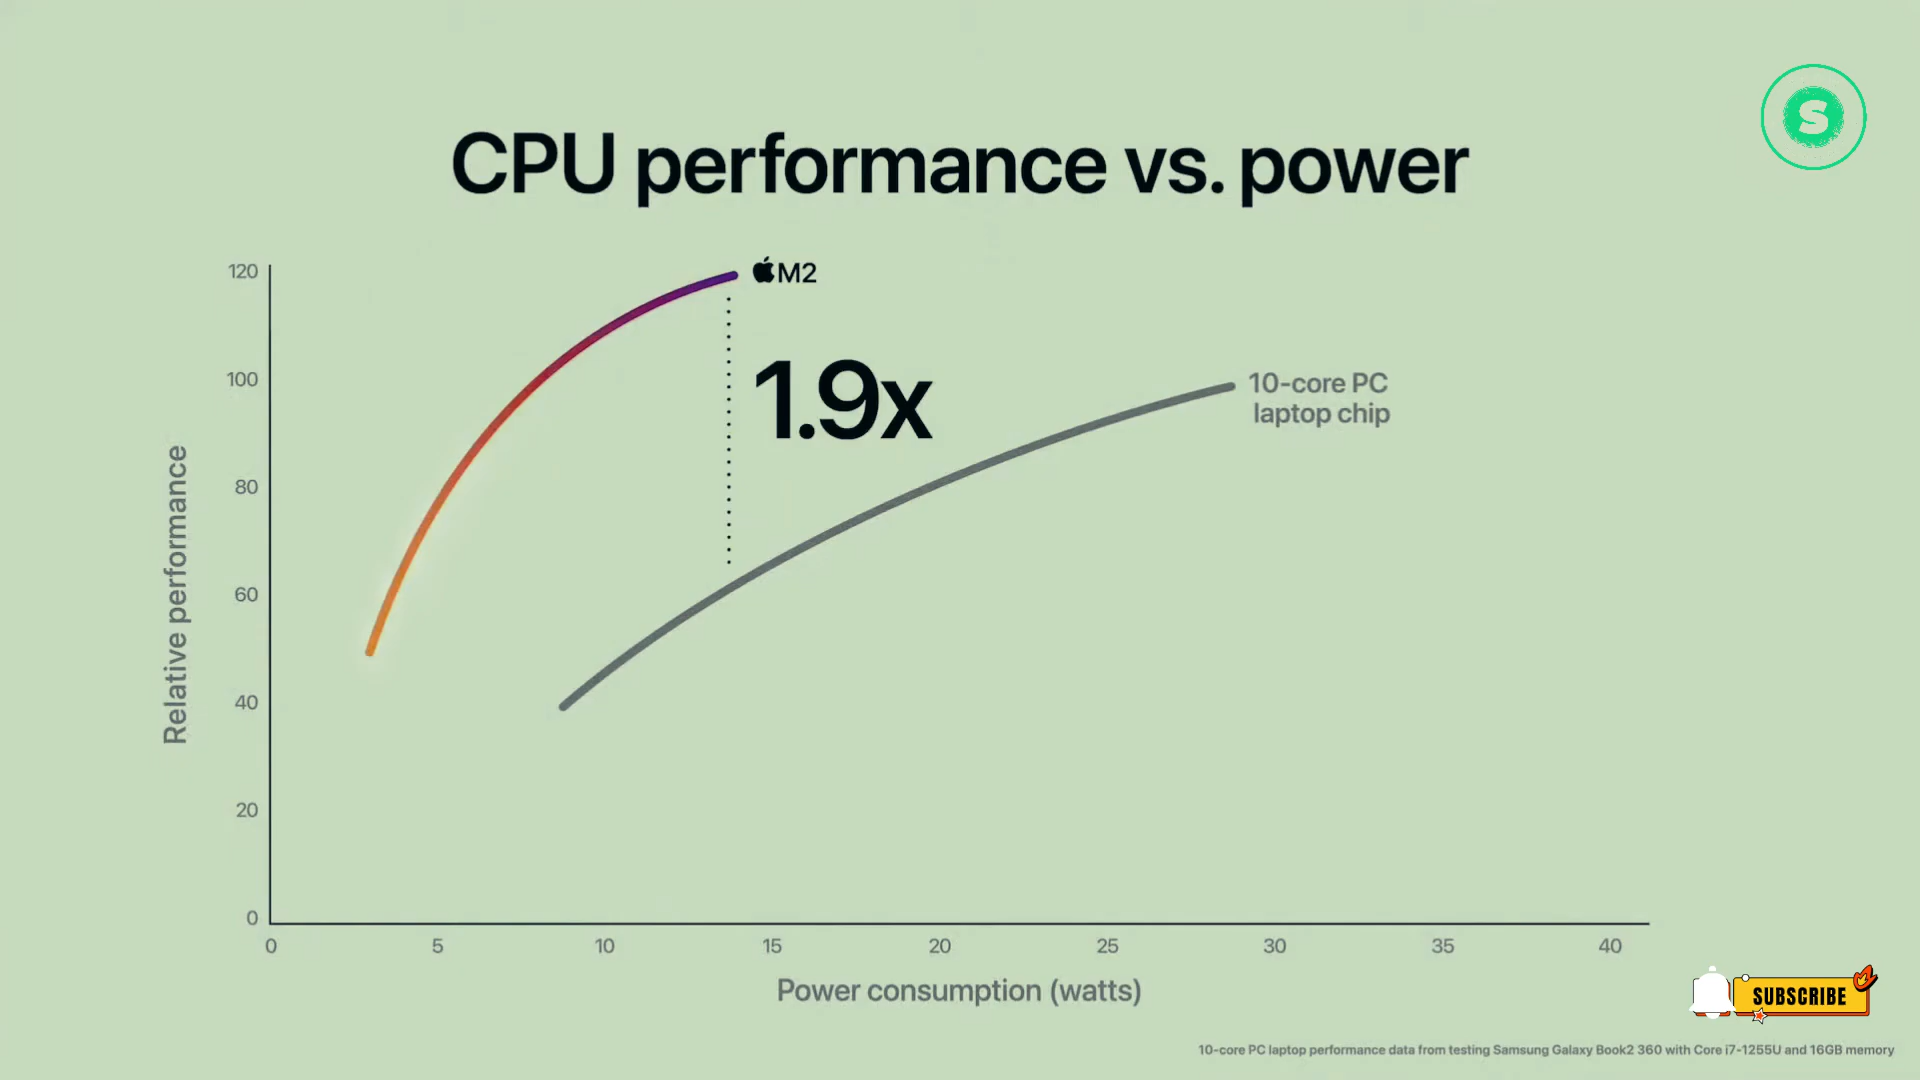 S
CPU performance vs. power
120
M2
1.9x
100
10-core PC
laptop chip
80
60
40
20
0
Relative performance
0 5 10 15 20 25 30 35 40
Power consumption (watts)
SUBSCRIBE
10-core PC laptop performance data from testing Samsung Galaxy Book2 360 with Core i7-1255U and 16GB memory